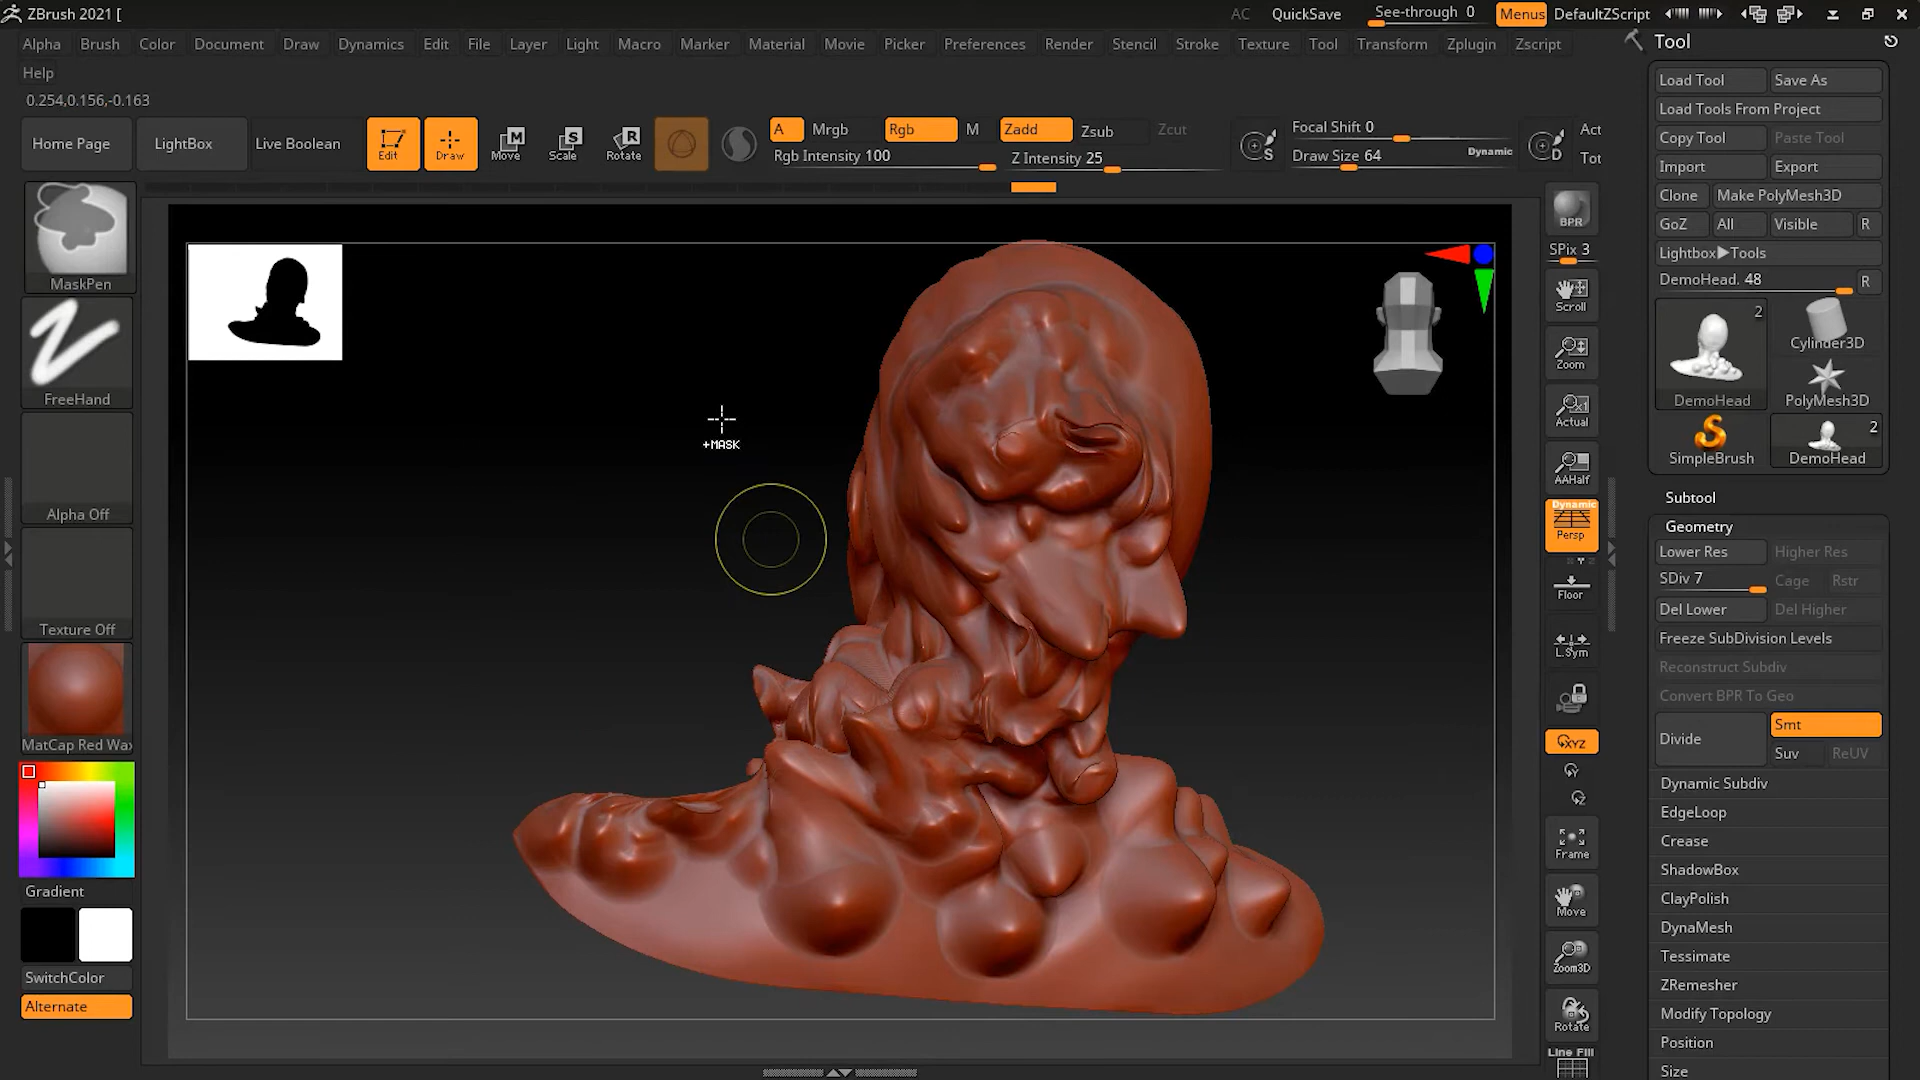 ZBrush 2021 [
AC QuickSave See-through 0 Menus DefaultZScript
Alpha Brush Color Document Draw Dynamics Edit File Layer Light Macro Marker Material Movie Picker Preferences Render Stencil Stroke Texture Tool Transform Zplugin Zscript
Help
0.254,0.156,-0.163
Home Page LightBox Live Boolean Edit Draw Move Scale Rotate
M S R
A Mrgb Rgb M Zadd Zsub Zcut
Rgb Intensity 100 Z Intensity 25
S Focal Shift 0
Draw Size 64 Dynamic D
Act
Tot
MaskPen
FreeHand
Alpha Off
Texture Off
MatCap Red Wax
Gradient
SwitchColor
Alternate
+MASK
BPR
SPix 3
Scroll
Zoom
Actual
AAHalf
Dynamic
Persp
Floor
L.Sym
XYZ
Y
Z
Frame
Move
Zoom3D
Rotate
Line Fill
Tool
Load Tool Save As
Load Tools From Project
Copy Tool Paste Tool
Import Export
Clone Make PolyMesh3D
GoZ All Visible R
Lightbox▶Tools
DemoHead. 48 R
2
DemoHead Cylinder3D
PolyMesh3D
SimpleBrush 2 DemoHead
Subtool
Geometry
Lower Res Higher Res
SDiv 7 Cage Rstr
Del Lower Del Higher
Freeze SubDivision Levels
Reconstruct Subdiv
Convert BPR To Geo
Divide Smt
Suv ReUV
Dynamic Subdiv
EdgeLoop
Crease
ShadowBox
ClayPolish
DynaMesh
Tessimate
ZRemesher
Modify Topology
Position
Size